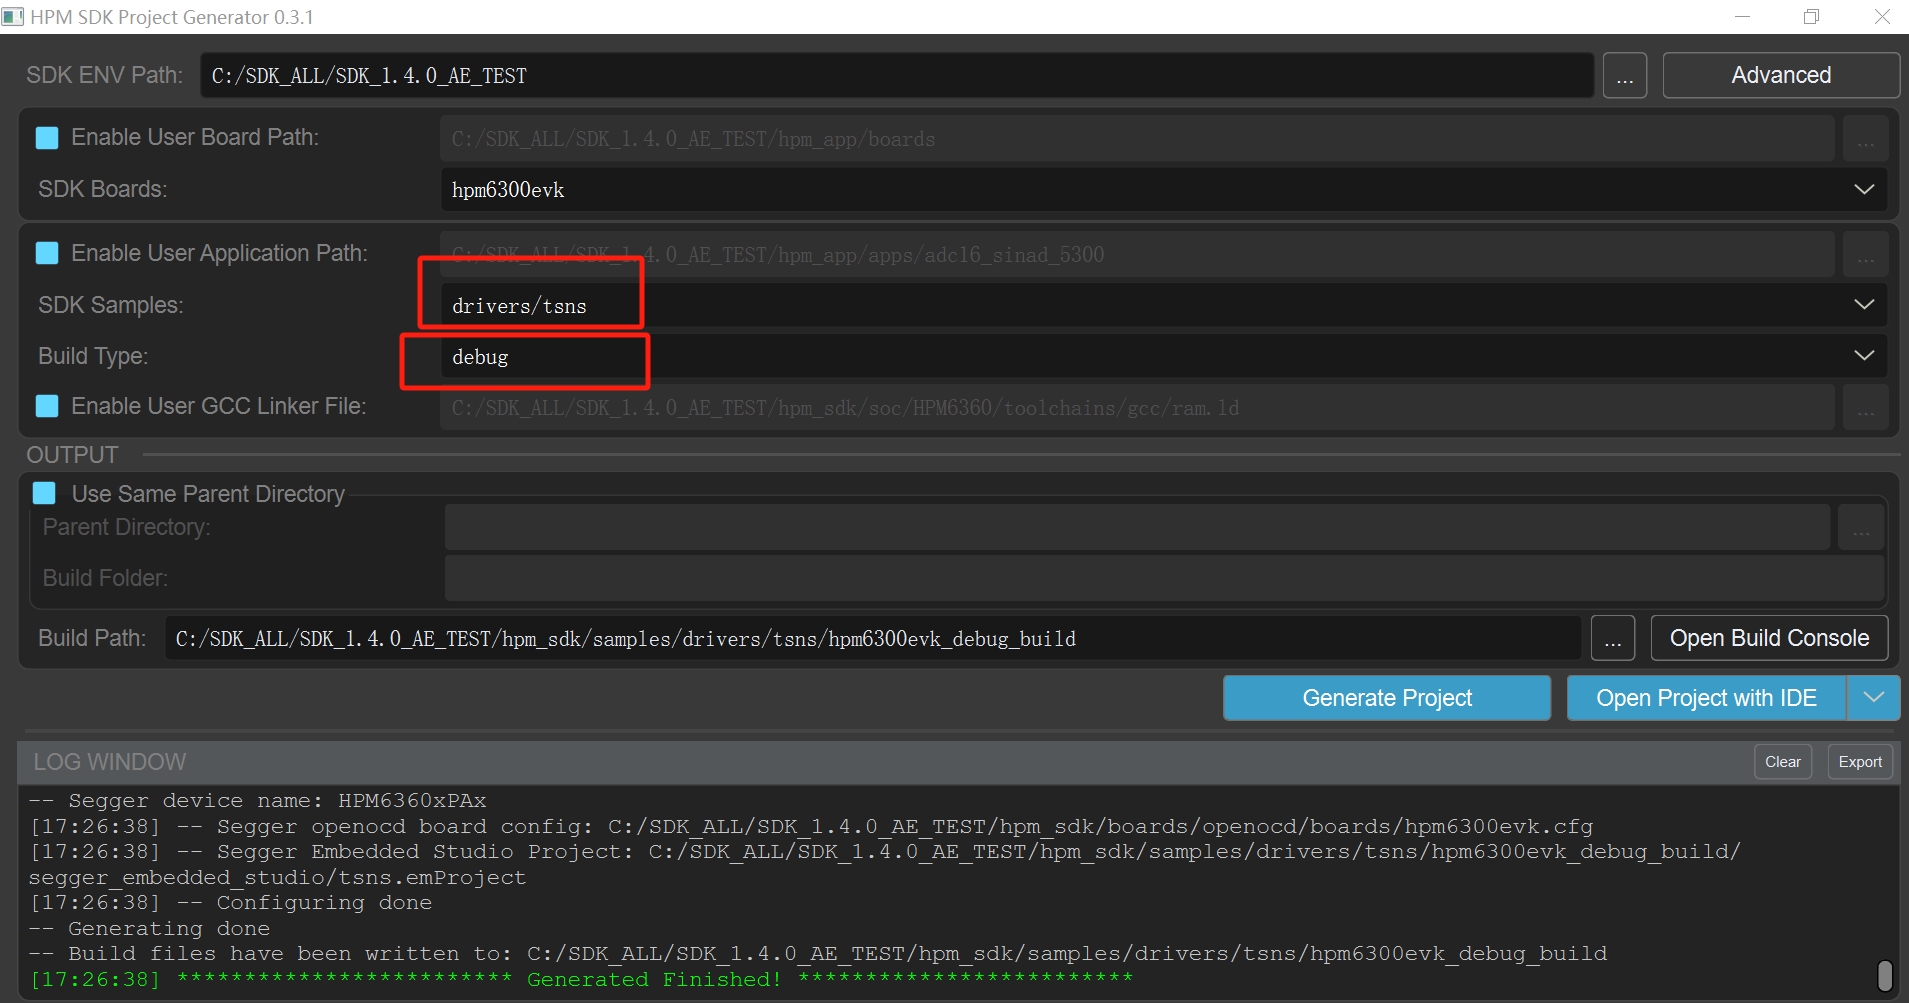 HPM SDK Project Generator 0.3.1
SDK ENV Path: C:/SDK_ALL/SDK_1.4.0_AE_TEST ... Advanced
Enable User Board Path: C:/SDK_ALL/SDK_1.4.0_AE_TEST/hpm_app/boards ...
SDK Boards: hpm6300evk
Enable User Application Path: C:/SDK_ALL/SDK_1.4.0_AE_TEST/hpm_app/apps/adc16_sinad_5300 ...
SDK Samples: drivers/tsns
Build Type: debug
Enable User GCC Linker File: C:/SDK_ALL/SDK_1.4.0_AE_TEST/hpm_sdk/soc/HPM6360/toolchains/gcc/ram.ld ...
OUTPUT
Use Same Parent Directory
Parent Directory: ...
Build Folder:
Build Path: C:/SDK_ALL/SDK_1.4.0_AE_TEST/hpm_sdk/samples/drivers/tsns/hpm6300evk_debug_build ... Open Build Console
Generate Project Open Project with IDE
LOG WINDOW Clear Export
-- Segger device name: HPM6360xPAx
[17:26:38] -- Segger openocd board config: C:/SDK_ALL/SDK_1.4.0_AE_TEST/hpm_sdk/boards/openocd/boards/hpm6300evk.cfg
[17:26:38] -- Segger Embedded Studio Project: C:/SDK_ALL/SDK_1.4.0_AE_TEST/hpm_sdk/samples/drivers/tsns/hpm6300evk_debug_build/
segger_embedded_studio/tsns.emProject
[17:26:38] -- Configuring done
-- Generating done
-- Build files have been written to: C:/SDK_ALL/SDK_1.4.0_AE_TEST/hpm_sdk/samples/drivers/tsns/hpm6300evk_debug_build
[17:26:38] ************************* Generated Finished! *************************